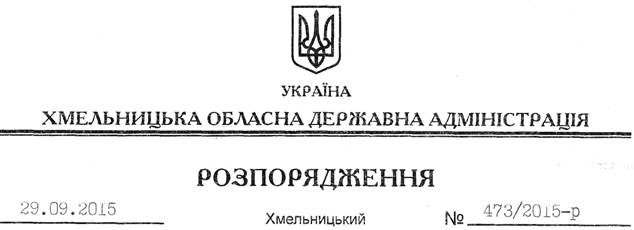 УКРАЇНА
ХМЕЛЬНИЦЬКА ОБЛАСНА ДЕРЖАВНА АДМІНІСТРАЦІЯ
РОЗПОРЯДЖЕННЯ
29.09.2015 Хмельницький № 473/2015-р